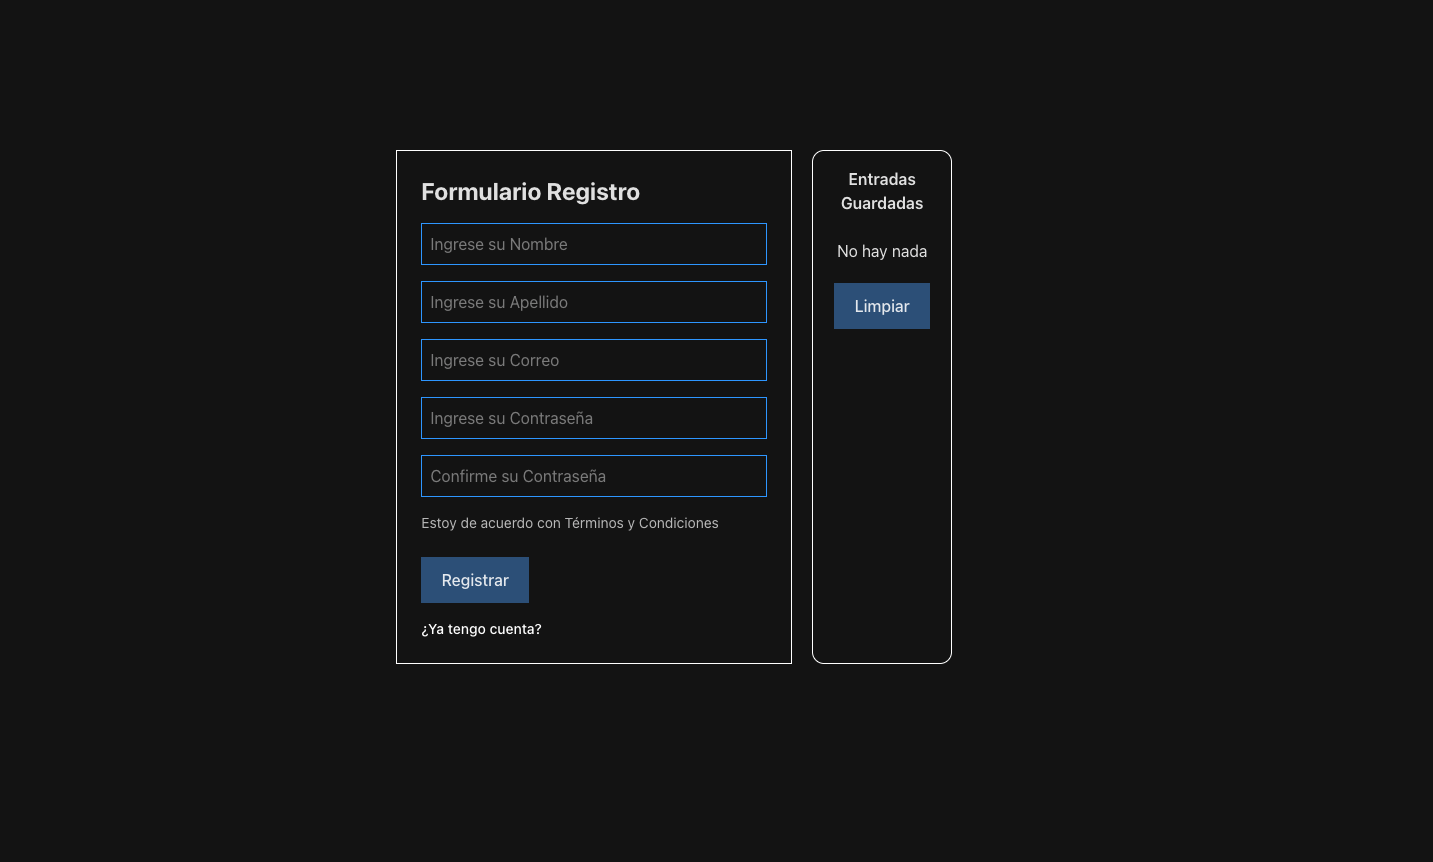 Formulario Registro
Ingrese su Nombre
Ingrese su Apellido
Ingrese su Correo
Ingrese su Contraseña
Confirme su Contraseña
Estoy de acuerdo con Términos y Condiciones
Registrar
¿Ya tengo cuenta?
Entradas
Guardadas
No hay nada
Limpiar